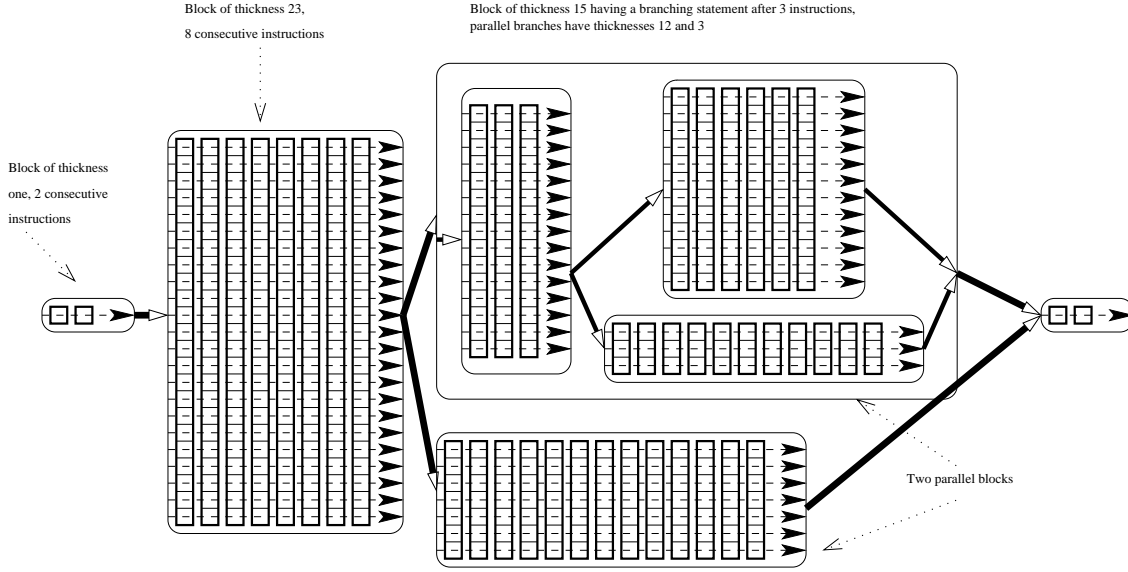 Block of thickness 23,
8 consecutive instructions
Block of thickness 15 having a branching statement after 3 instructions,
parallel branches have thicknesses 12 and 3
Block of thickness
one, 2 consecutive
instructions
Two parallel blocks